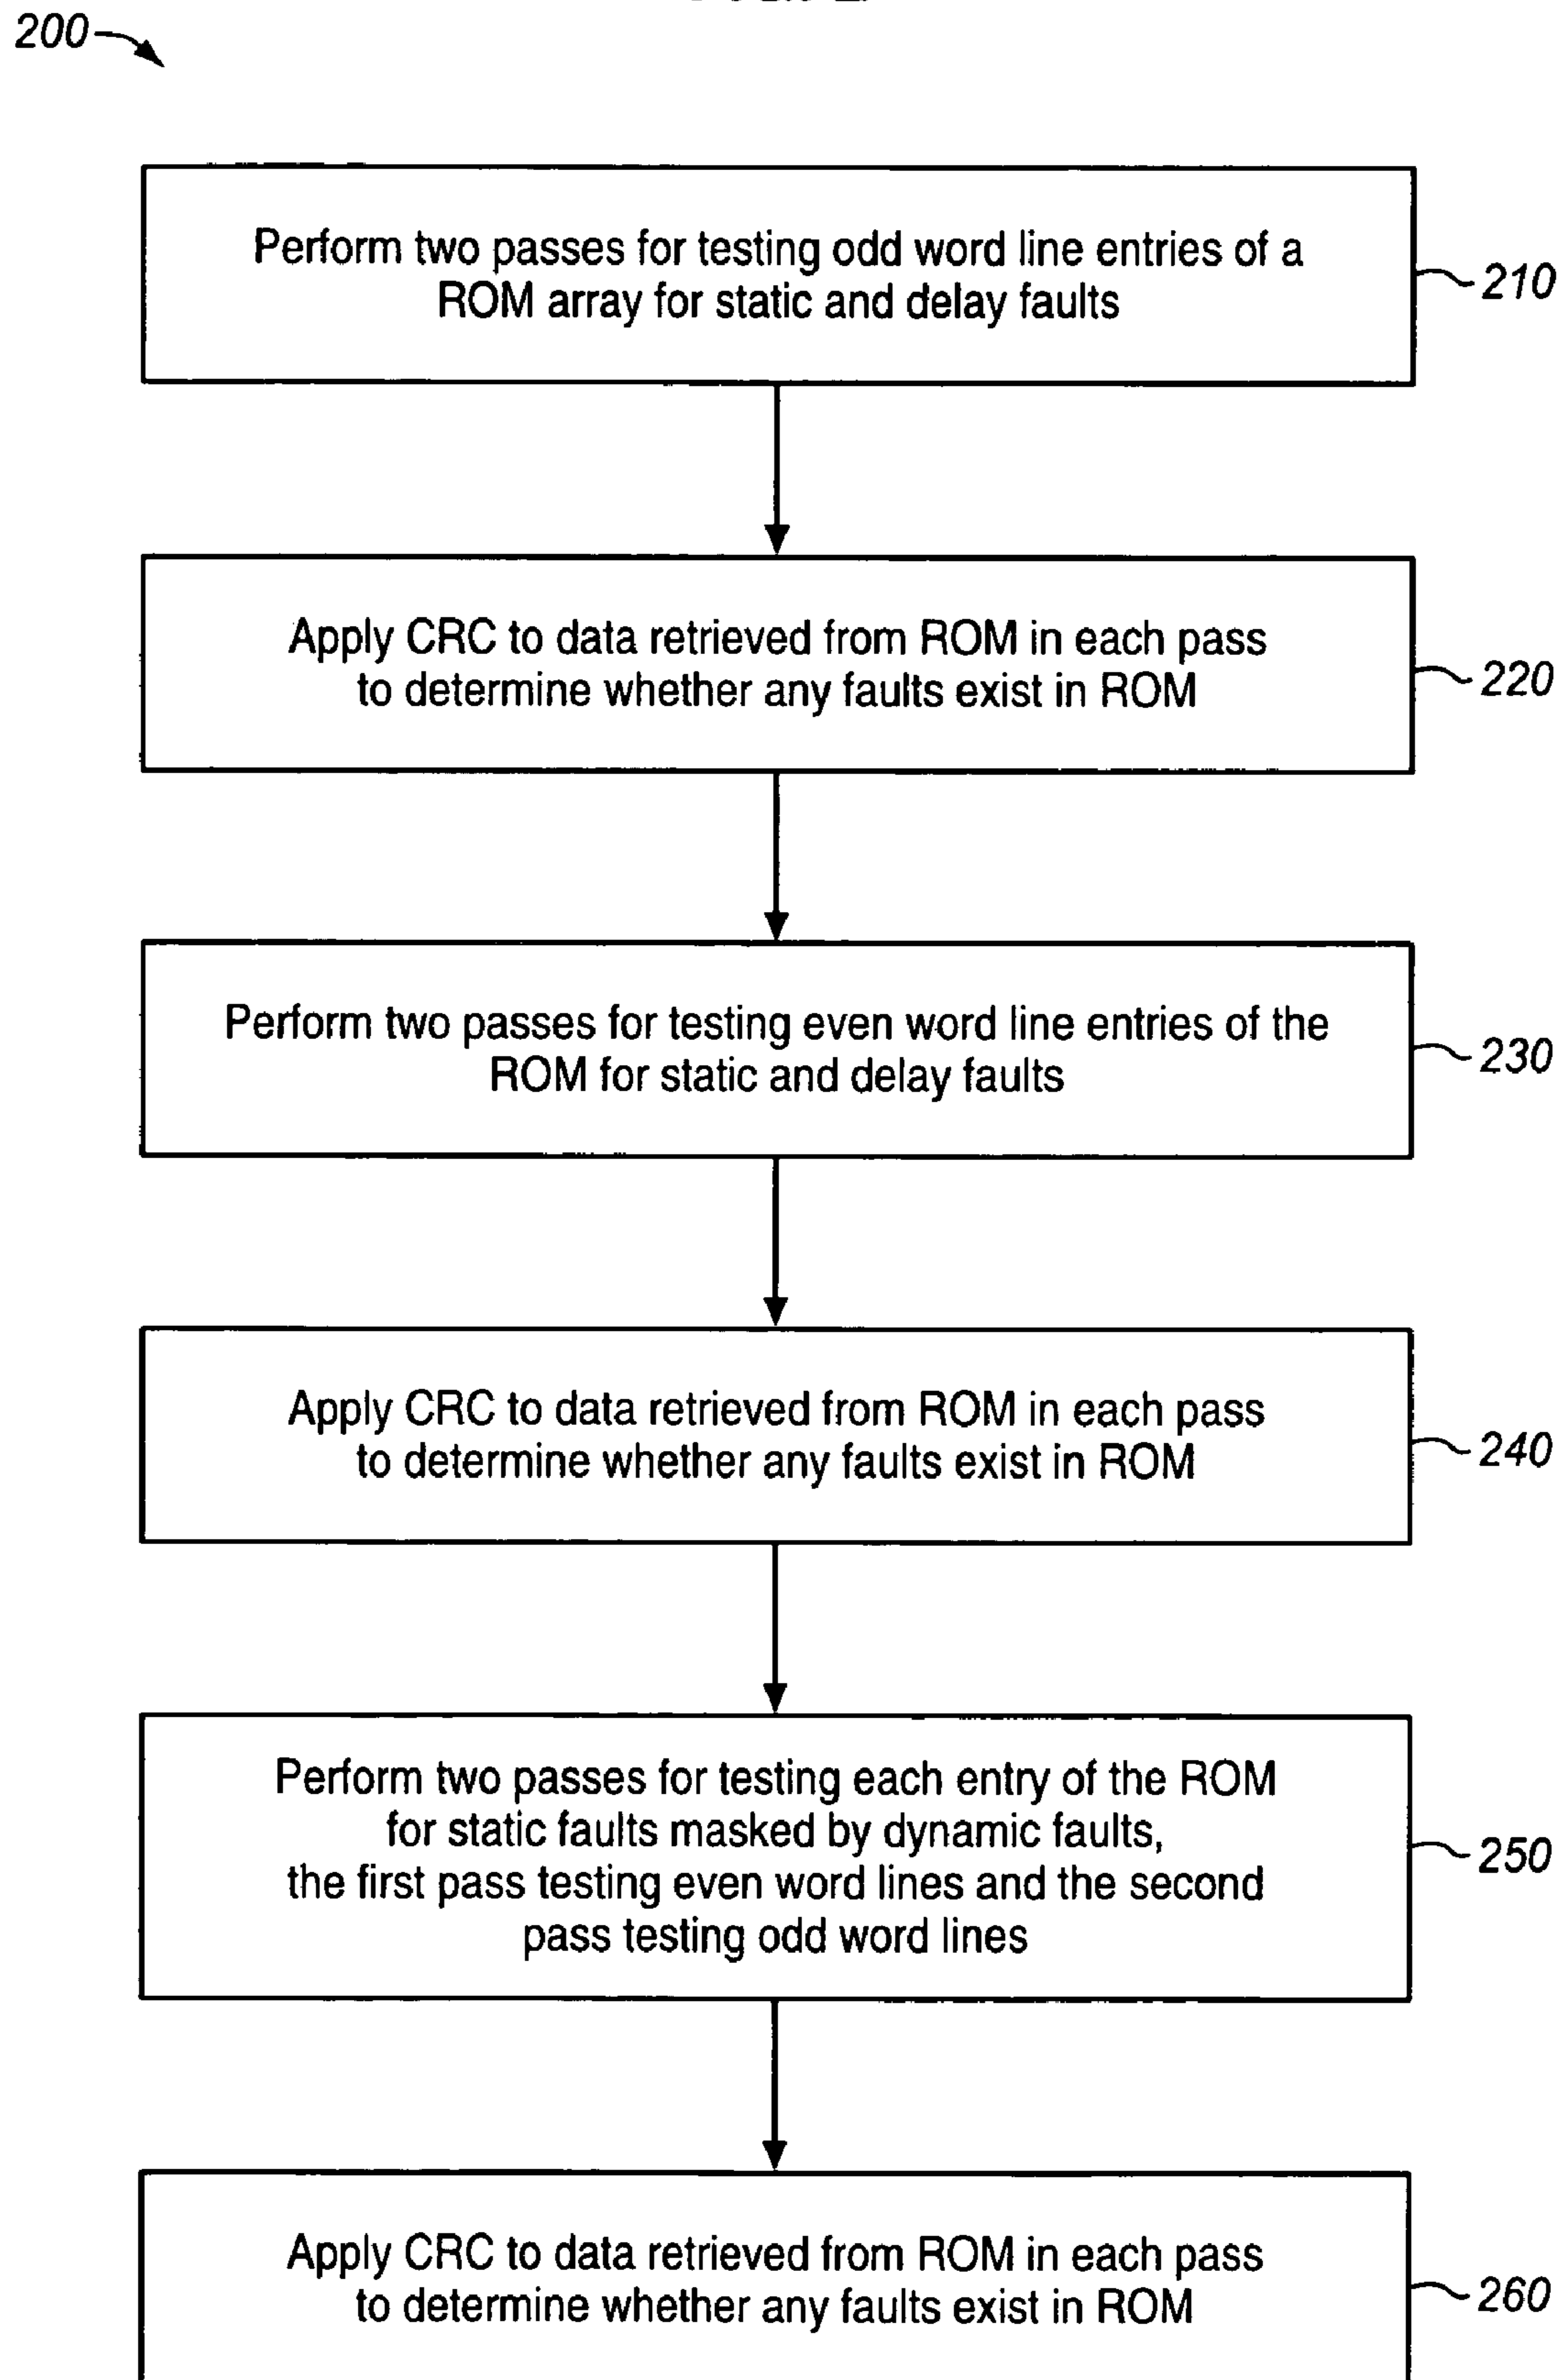 200
Perform two passes for testing odd word line entries of a
ROM array for static and delay faults
210
Apply CRC to data retrieved from ROM in each pass
to determine whether any faults exist in ROM
220
Perform two passes for testing even word line entries of the
ROM for static and delay faults
230
Apply CRC to data retrieved from ROM in each pass
to determine whether any faults exist in ROM
240
Perform two passes for testing each entry of the ROM
for static faults masked by dynamic faults,
the first pass testing even word lines and the second
pass testing odd word lines
250
Apply CRC to data retrieved from ROM in each pass
to determine whether any faults exist in ROM
260